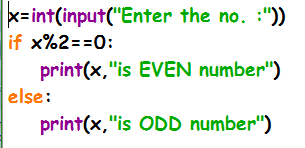 x=int(input("Enter the no. :"))
if x%2==0:
    print(x,"is EVEN number")
else:
    print(x,"is ODD number")